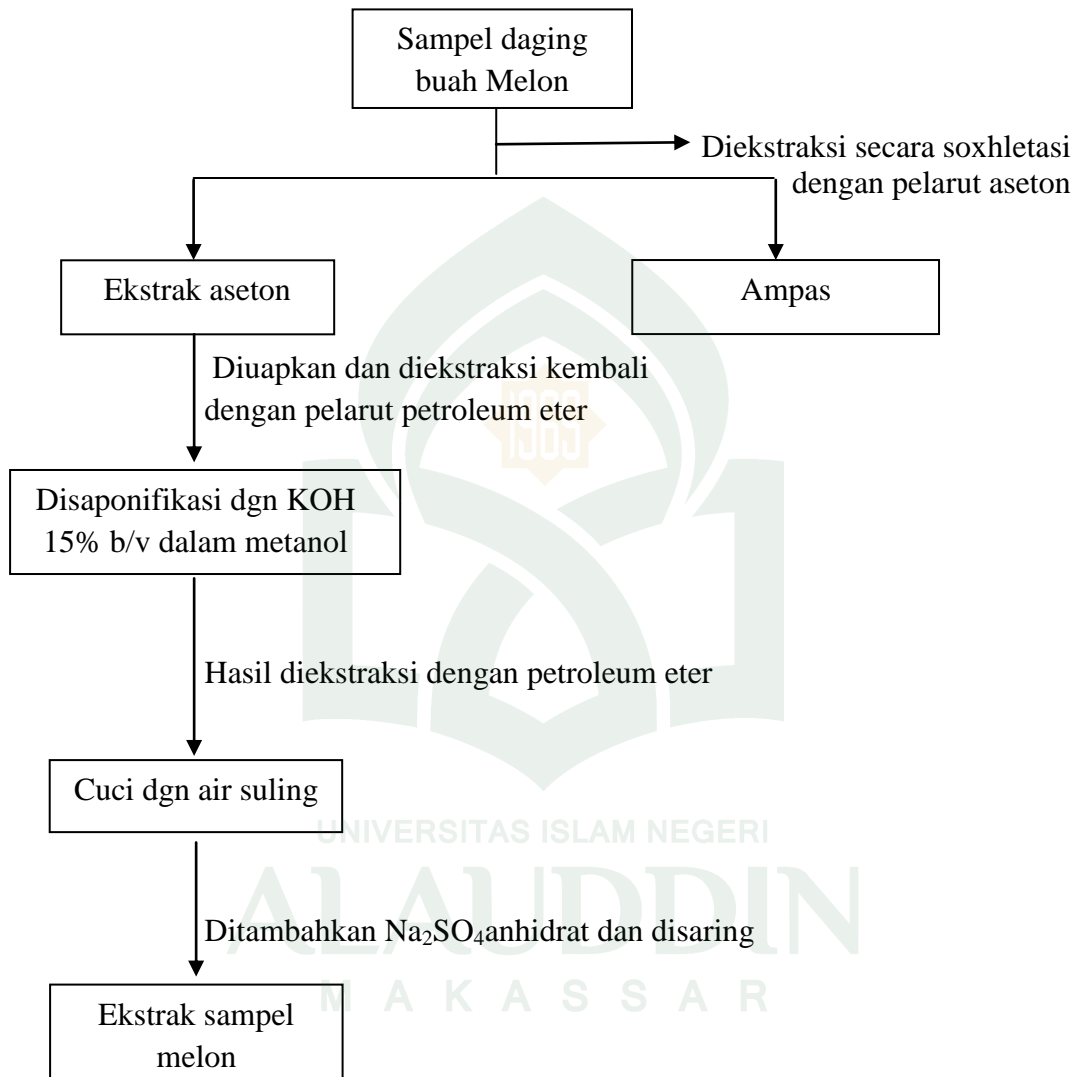 Sampel daging
buah Melon
Diekstraksi secara soxhletasi
dengan pelarut aseton
Ekstrak aseton
Ampas
Diuapkan dan diekstraksi kembali
dengan pelarut petroleum eter
1969
Disaponifikasi dgn KOH
15% b/v dalam metanol
Hasil diekstraksi dengan petroleum eter
Cuci dgn air suling
UNIVERSITAS ISLAM NEGERI
ALAUDDIN
Ditambahkan Na₂SO₄anhidrat dan disaring
MAKASSAR
Ekstrak sampel
melon